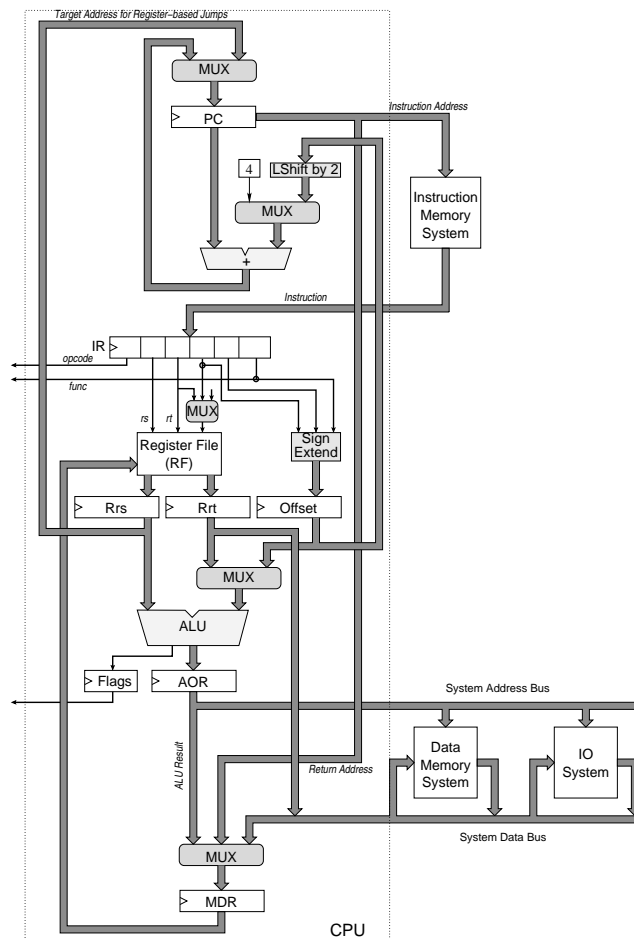 Target Address for Register-based Jumps
MUX
PC
Instruction Address
4
LShift by 2
MUX
Instruction
Memory
System
+
Instruction
IR
opcode
func
rs
rt
MUX
Register File
(RF)
Sign
Extend
Rrs
Rrt
Offset
MUX
ALU
Flags
AOR
System Address Bus
ALU Result
Return Address
Data
Memory
System
IO
System
System Data Bus
MUX
MDR
CPU